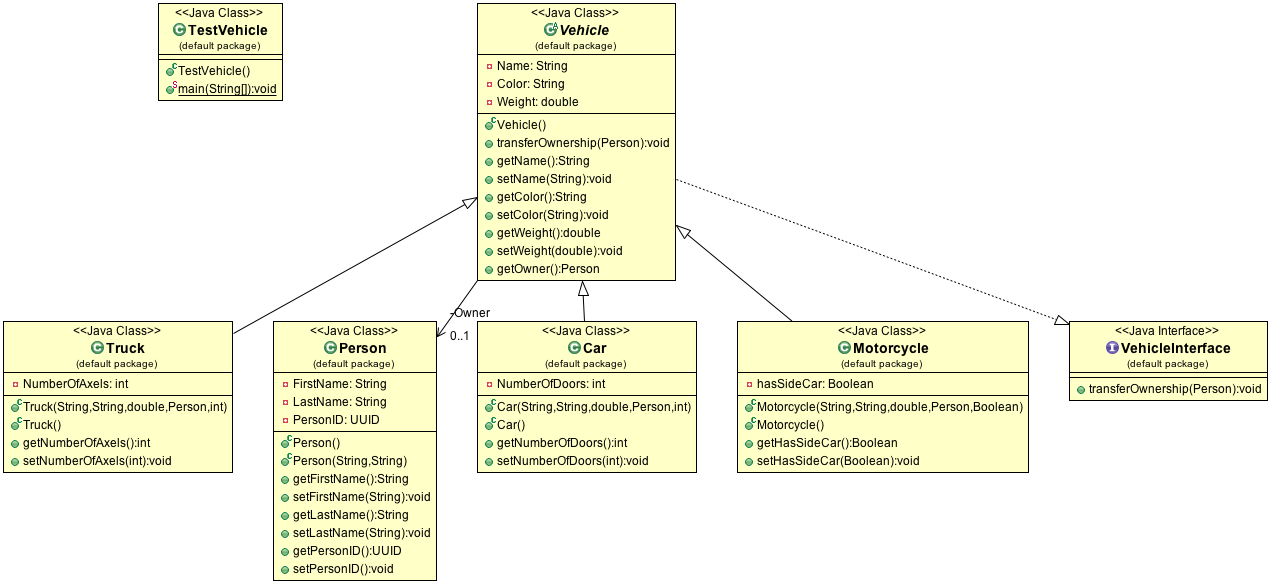 <<Java Class>>
TestVehicle
(default package)
TestVehicle()
main(String[]):void
<<Java Class>>
Vehicle
(default package)
Name: String
Color: String
Weight: double
Vehicle()
transferOwnership(Person):void
getName():String
setName(String):void
getColor():String
setColor(String):void
getWeight():double
setWeight(double):void
getOwner():Person
-Owner
0..1
<<Java Class>>
Truck
(default package)
NumberOfAxels: int
Truck(String,String,double,Person,int)
Truck()
getNumberOfAxels():int
setNumberOfAxels(int):void
<<Java Class>>
Person
(default package)
FirstName: String
LastName: String
PersonID: UUID
Person()
Person(String,String)
getFirstName():String
setFirstName(String):void
getLastName():String
setLastName(String):void
getPersonID():UUID
setPersonID():void
<<Java Class>>
Car
(default package)
NumberOfDoors: int
Car(String,String,double,Person,int)
Car()
getNumberOfDoors():int
setNumberOfDoors(int):void
<<Java Class>>
Motorcycle
(default package)
hasSideCar: Boolean
Motorcycle(String,String,double,Person,Boolean)
Motorcycle()
getHasSideCar():Boolean
setHasSideCar(Boolean):void
<<Java Interface>>
VehicleInterface
(default package)
transferOwnership(Person):void